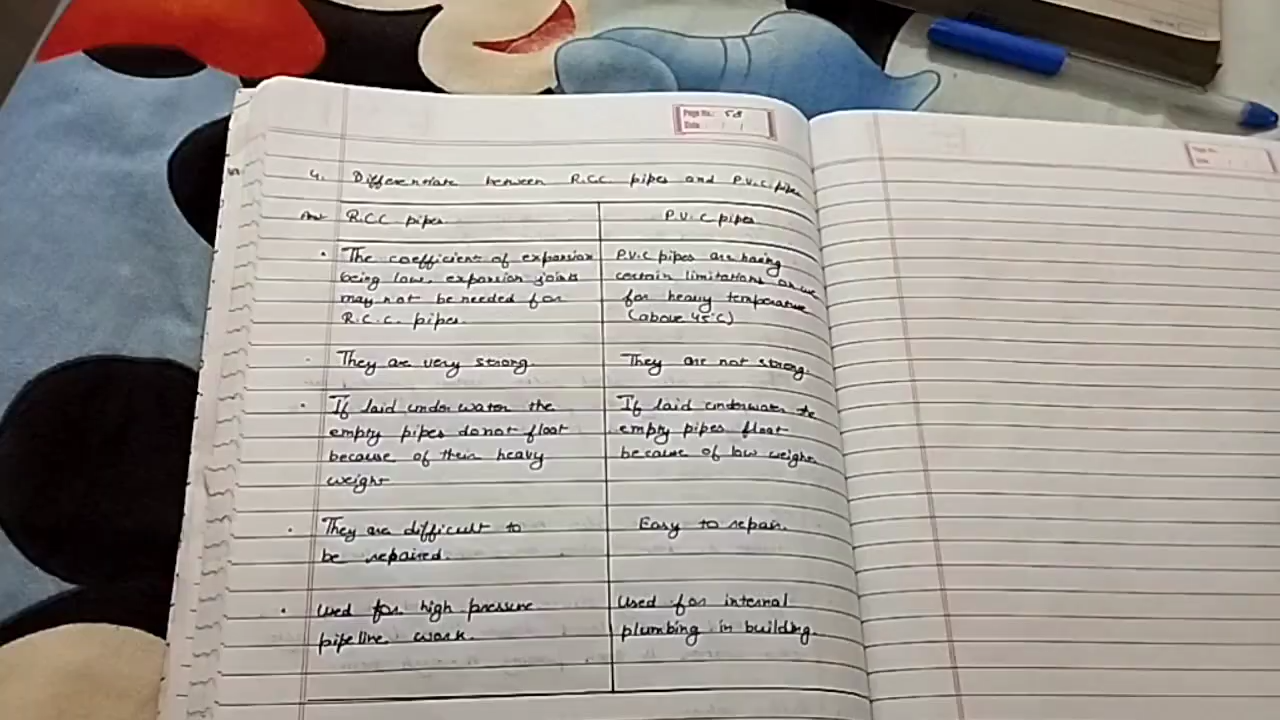 Page No.: 58
Date
4. Differentiate between R.C.C. pipes and P.V.C pipes
Ans R.C.C pipes
P.V.C pipes
• The coefficient of expansion
being low, expansion joints
may not be needed for
R.C.C. pipes.
P.V.C pipes are having
certain limitations
for heavy temperature
(above 45°C)
• They are very strong.
They are not strong.
• If laid under water the
empty pipes do not float
because of their heavy
weight
If laid underwater the
empty pipes float
because of low weight.
• They are difficult to
be repaired.
Easy to repair.
• Used for high pressure
pipeline work.
Used for internal
plumbing in building.
Page No.
Date